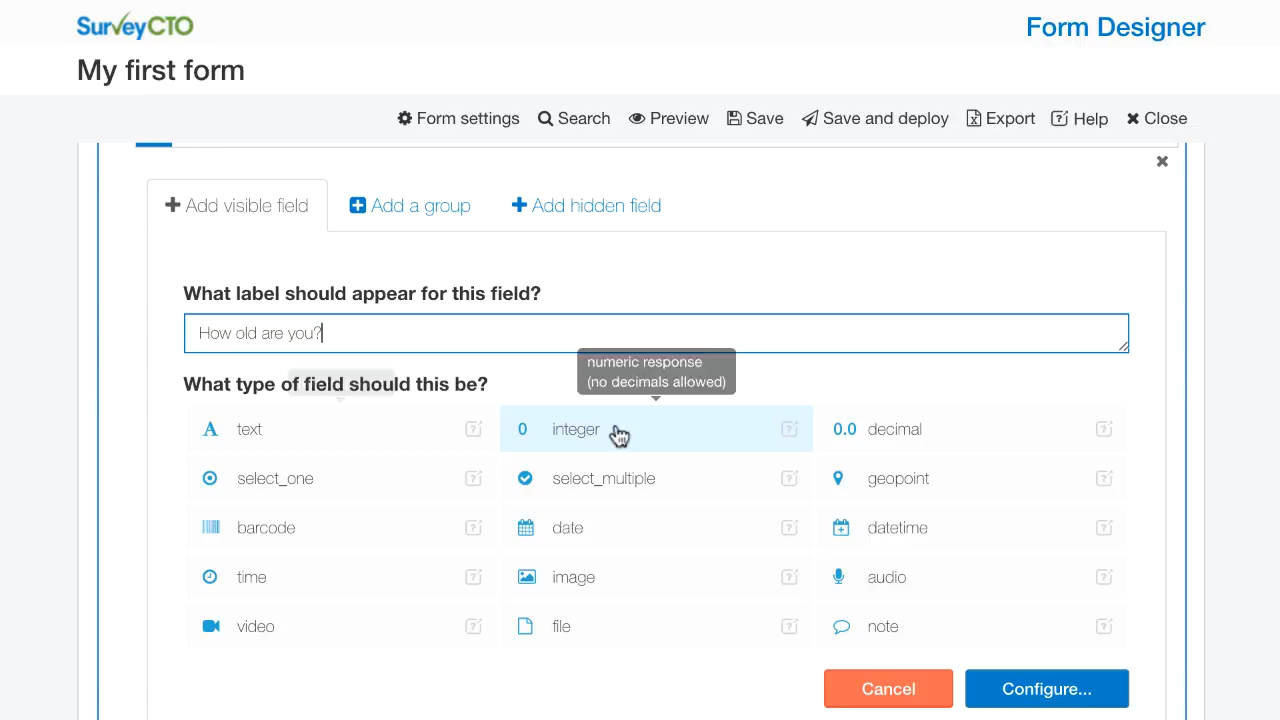 SurveyCTO
Form Designer
My first form
Form settings Search Preview Save Save and deploy Export Help Close
Add visible field Add a group Add hidden field
What label should appear for this field?
How old are you?
numeric response
(no decimals allowed)
What type of field should this be?
A text 0 integer 0.0 decimal
select_one select_multiple geopoint
barcode date datetime
time image audio
video file note
Cancel Configure...